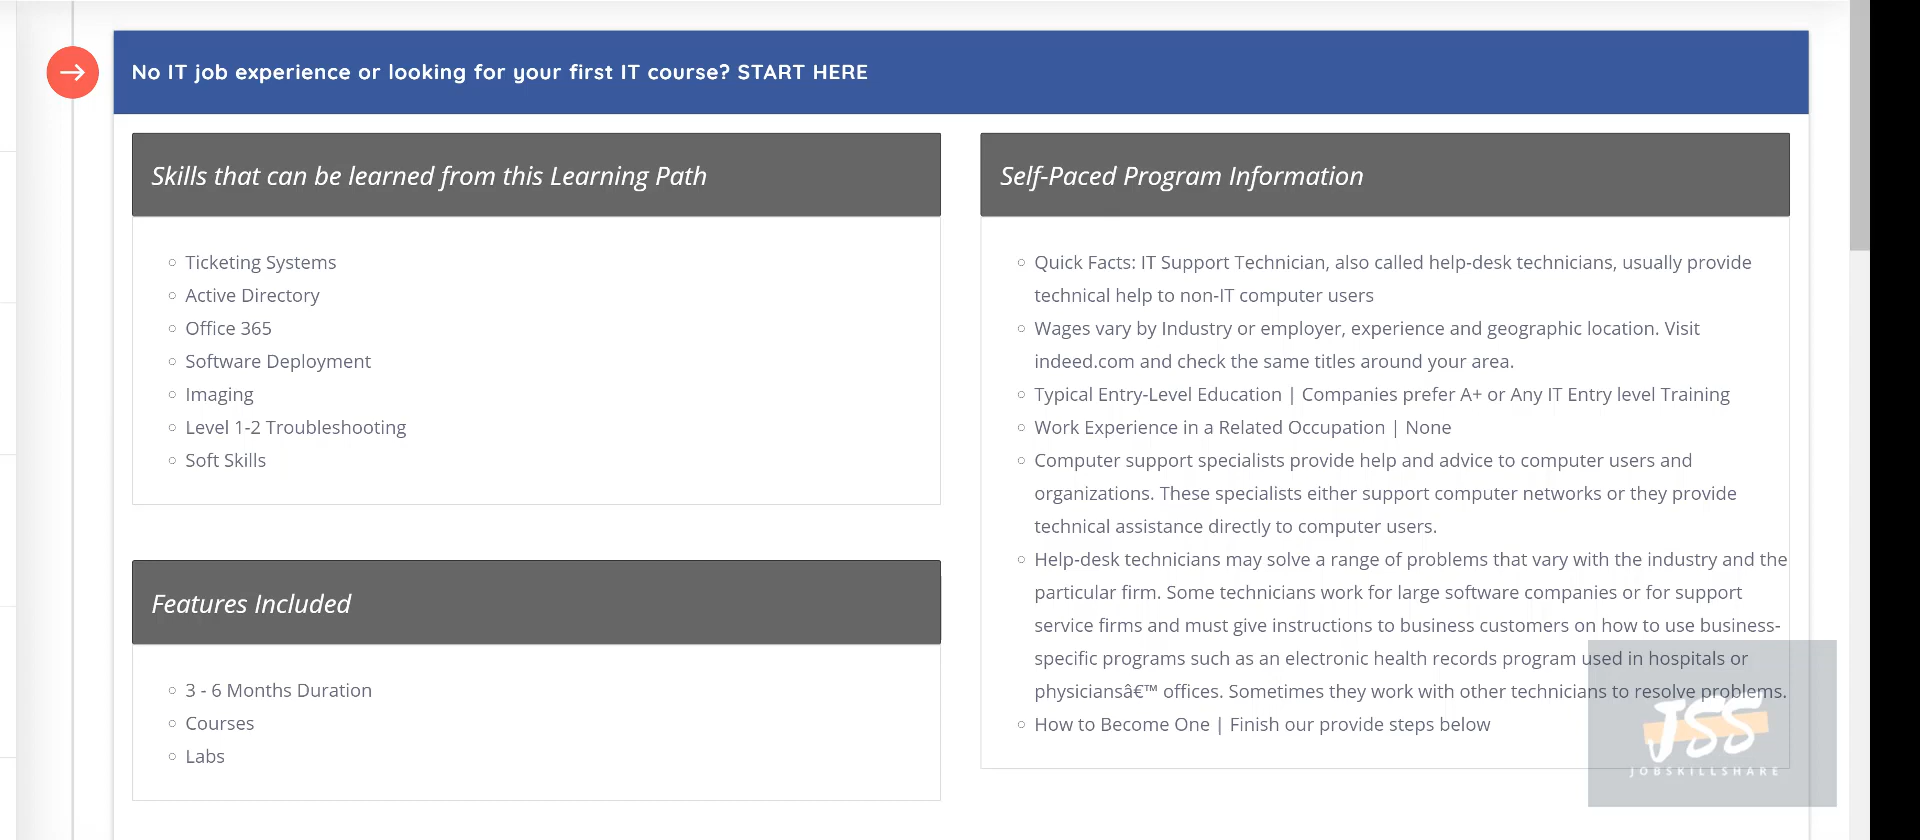 No IT job experience or looking for your first IT course? START HERE
Skills that can be learned from this Learning Path
Ticketing Systems
Active Directory
Office 365
Software Deployment
Imaging
Level 1-2 Troubleshooting
Soft Skills
Features Included
3 - 6 Months Duration
Courses
Labs
Self-Paced Program Information
Quick Facts: IT Support Technician, also called help-desk technicians, usually provide
technical help to non-IT computer users
Wages vary by Industry or employer, experience and geographic location. Visit
indeed.com and check the same titles around your area.
Typical Entry-Level Education | Companies prefer A+ or Any IT Entry level Training
Work Experience in a Related Occupation | None
Computer support specialists provide help and advice to computer users and
organizations. These specialists either support computer networks or they provide
technical assistance directly to computer users.
Help-desk technicians may solve a range of problems that vary with the industry and the
particular firm. Some technicians work for large software companies or for support
service firms and must give instructions to business customers on how to use business-
specific programs such as an electronic health records program used in hospitals or
physiciansâ€™ offices. Sometimes they work with other technicians to resolve problems.
How to Become One | Finish our provide steps below
JSS
JOBSKILLSHARE